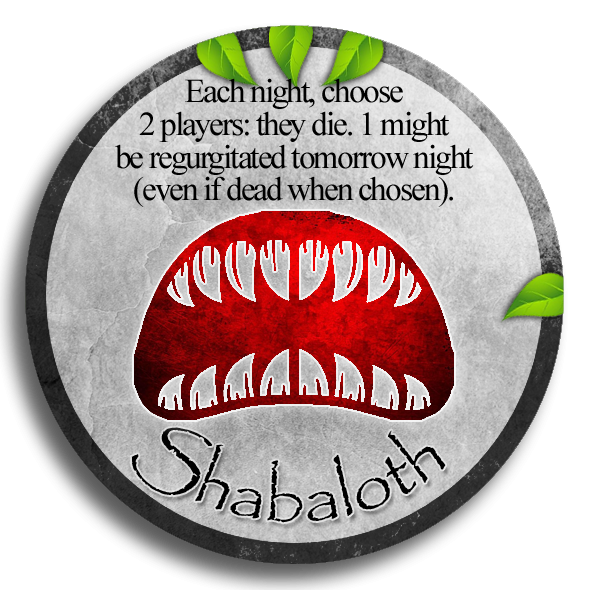 Each night, choose
2 players: they die. 1 might
be regurgitated tomorrow night
(even if dead when chosen).
Shabaloth